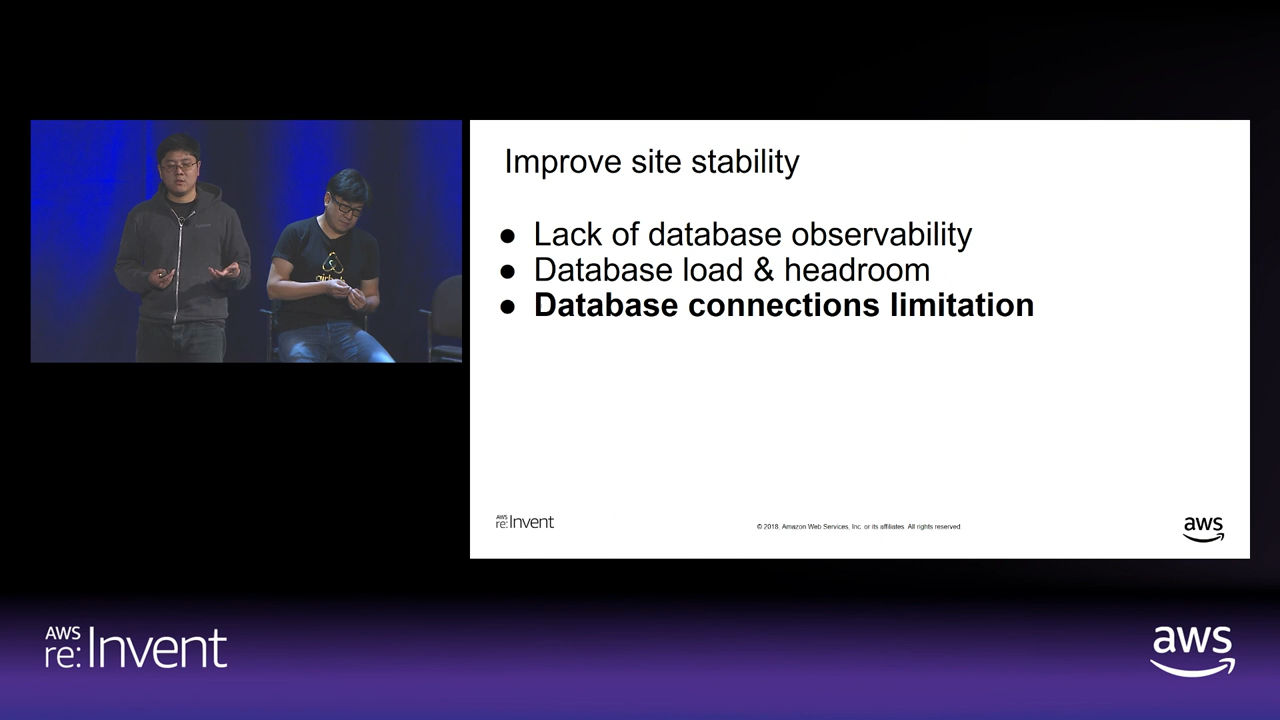 Improve site stability
● Lack of database observability
● Database load & headroom
● Database connections limitation
AWS
re:Invent
© 2018, Amazon Web Services, Inc. or its affiliates. All rights reserved.
aws
AWS
re:Invent
aws